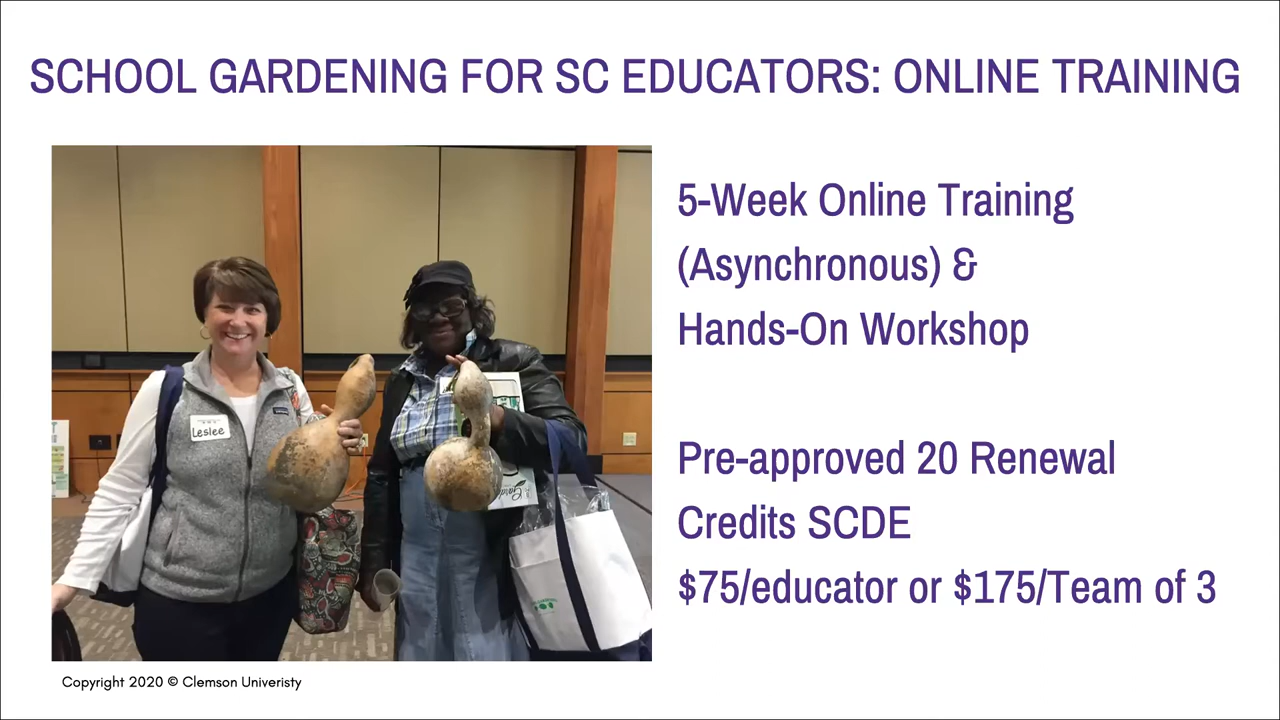 SCHOOL GARDENING FOR SC EDUCATORS: ONLINE TRAINING
5-Week Online Training
(Asynchronous) &
Hands-On Workshop
Pre-approved 20 Renewal
Credits SCDE
$75/educator or $175/Team of 3
Leslee
Copyright 2020 © Clemson Univeristy